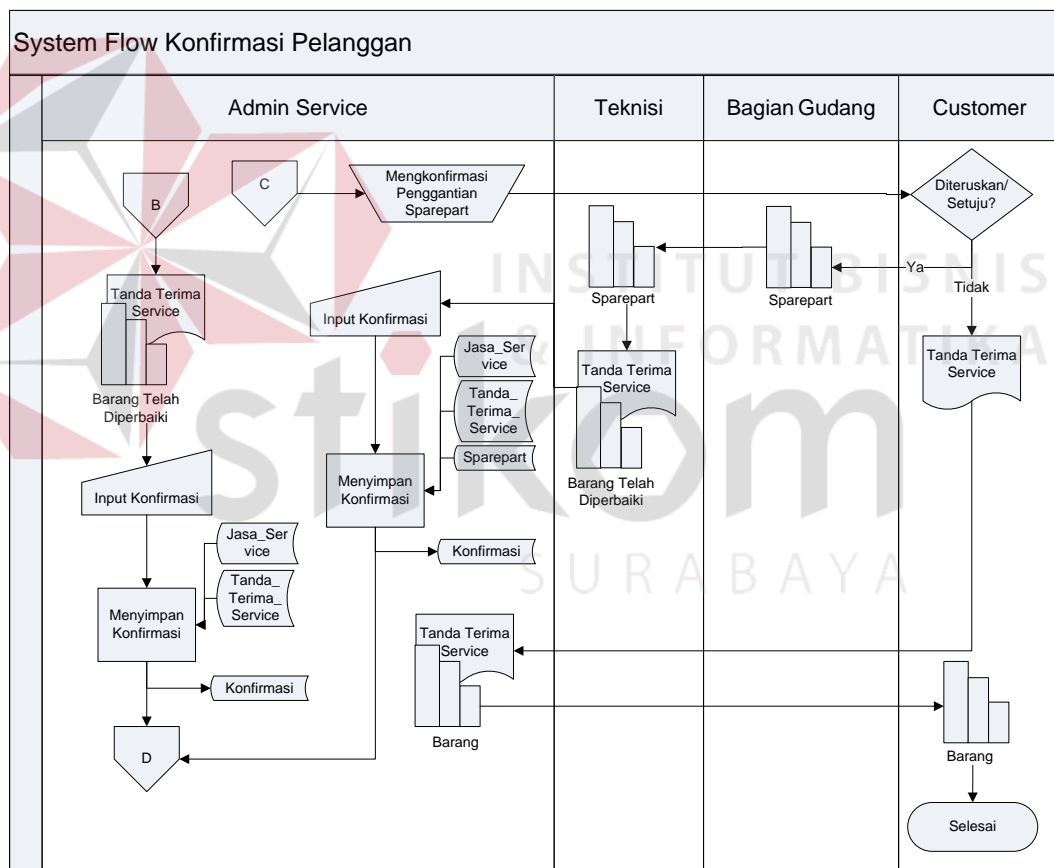 System Flow Konfirmasi Pelanggan
Admin Service
Teknisi
Bagian Gudang
Customer
B
C
Mengkonfirmasi
Penggantian
Sparepart
Diteruskan/
Setuju?
Ya
Tidak
Sparepart
Sparepart
Tanda Terima
Service
Barang Telah
Diperbaiki
Input Konfirmasi
Jasa_Ser
vice
Tanda_
Terima_
Service
Sparepart
Menyimpan
Konfirmasi
Konfirmasi
Tanda Terima
Service
Barang Telah
Diperbaiki
Tanda Terima
Service
Input Konfirmasi
Jasa_Ser
vice
Tanda_
Terima_
Service
Menyimpan
Konfirmasi
Konfirmasi
D
Tanda Terima
Service
Barang
Barang
Selesai
INSTITUT BISNIS
& INFORMATIKA
stikom
SURABAYA